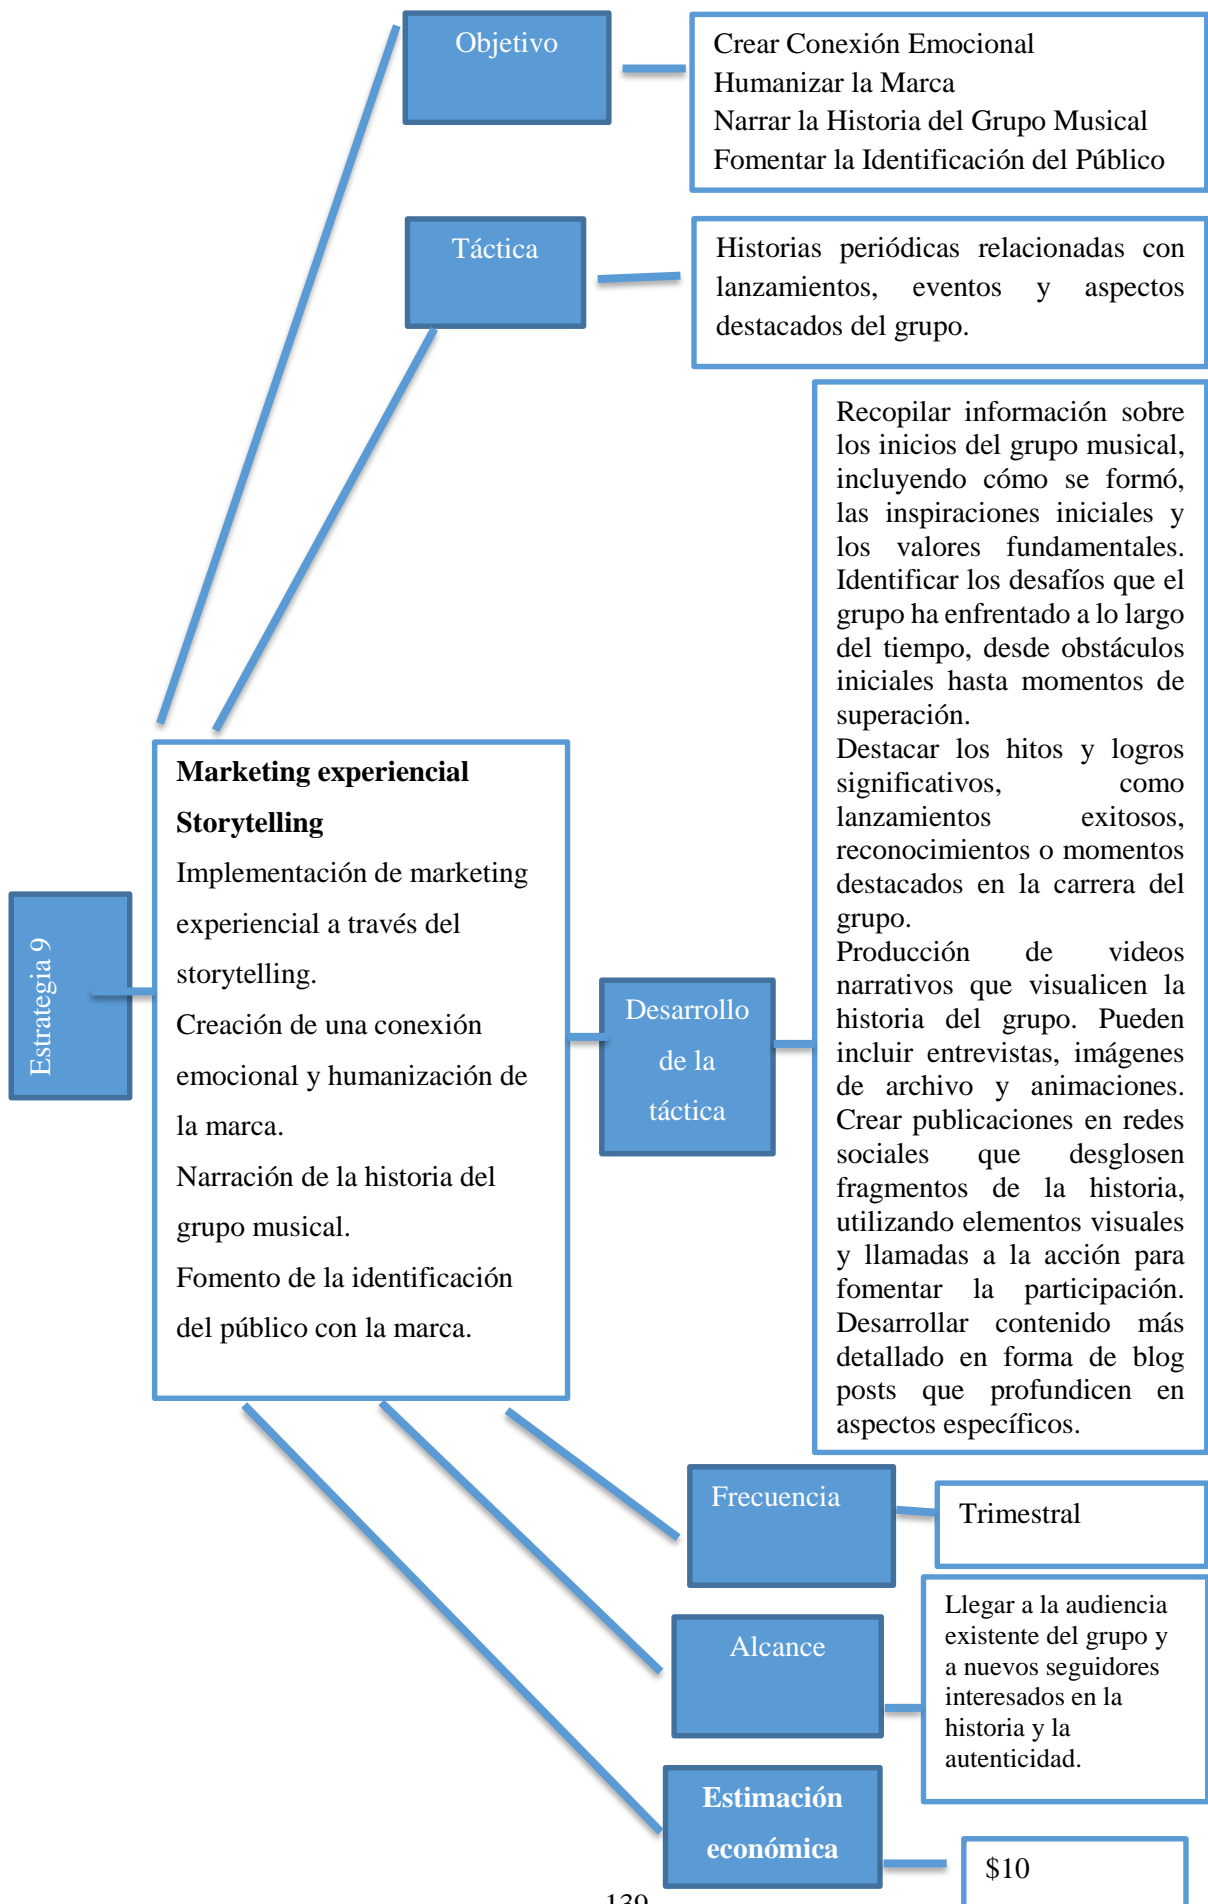 Objetivo
Crear Conexión Emocional
Humanizar la Marca
Narrar la Historia del Grupo Musical
Fomentar la Identificación del Público
Táctica
Historias periódicas relacionadas con
lanzamientos, eventos y aspectos
destacados del grupo.
Estrategia 9
Marketing experiencial
Storytelling
Implementación de marketing
experiencial a través del
storytelling.
Creación de una conexión
emocional y humanización de
la marca.
Narración de la historia del
grupo musical.
Fomento de la identificación
del público con la marca.
Desarrollo
de la
táctica
Recopilar información sobre
los inicios del grupo musical,
incluyendo cómo se formó,
las inspiraciones iniciales y
los valores fundamentales.
Identificar los desafíos que el
grupo ha enfrentado a lo largo
del tiempo, desde obstáculos
iniciales hasta momentos de
superación.
Destacar los hitos y logros
significativos, como
lanzamientos exitosos,
reconocimientos o momentos
destacados en la carrera del
grupo.
Producción de videos
narrativos que visualicen la
historia del grupo. Pueden
incluir entrevistas, imágenes
de archivo y animaciones.
Crear publicaciones en redes
sociales que desglosen
fragmentos de la historia,
utilizando elementos visuales
y llamadas a la acción para
fomentar la participación.
Desarrollar contenido más
detallado en forma de blog
posts que profundicen en
aspectos específicos.
Frecuencia
Trimestral
Alcance
Llegar a la audiencia
existente del grupo y
a nuevos seguidores
interesados en la
historia y la
autenticidad.
Estimación
económica
$10
139